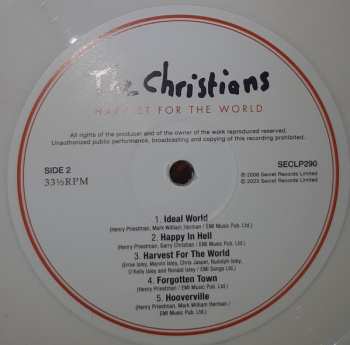 The Christians
HARVEST FOR THE WORLD
All rights of the producer and of the owner of the work reproduced reserved.
Unauthorized public performance, broadcasting and copying of this recording prohibited.
SIDE 2
33⅓RPM
SECLP290
℗ 2006 Secret Records Limited
© 2023 Secret Records Limited
1. Ideal World
(Henry Priestman, Mark William Herman / EMI Music Pub. Ltd.)
2. Happy In Hell
(Henry Priestman, Garry Christian / EMI Music Pub. Ltd.)
3. Harvest For The World
(Ernie Isley, Marvin Isley, Chris Jasper, Rudolph Isley,
O'Kelly Isley and Ronald Isley / EMI Songs Ltd.)
4. Forgotten Town
(Henry Priestman / EMI Music Pub. Ltd.)
5. Hooverville
(Henry Priestman, Mark William Herman /
EMI Music Pub. Ltd.)